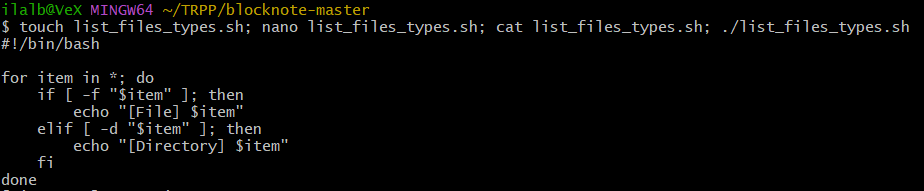 ilalb@VeX MINGW64 ~/TRPP/blocknote-master
$ touch list_files_types.sh; nano list_files_types.sh; cat list_files_types.sh; ./list_files_types.sh
#!/bin/bash

for item in *; do
    if [ -f "$item" ]; then
        echo "[File] $item"
    elif [ -d "$item" ]; then
        echo "[Directory] $item"
    fi
done